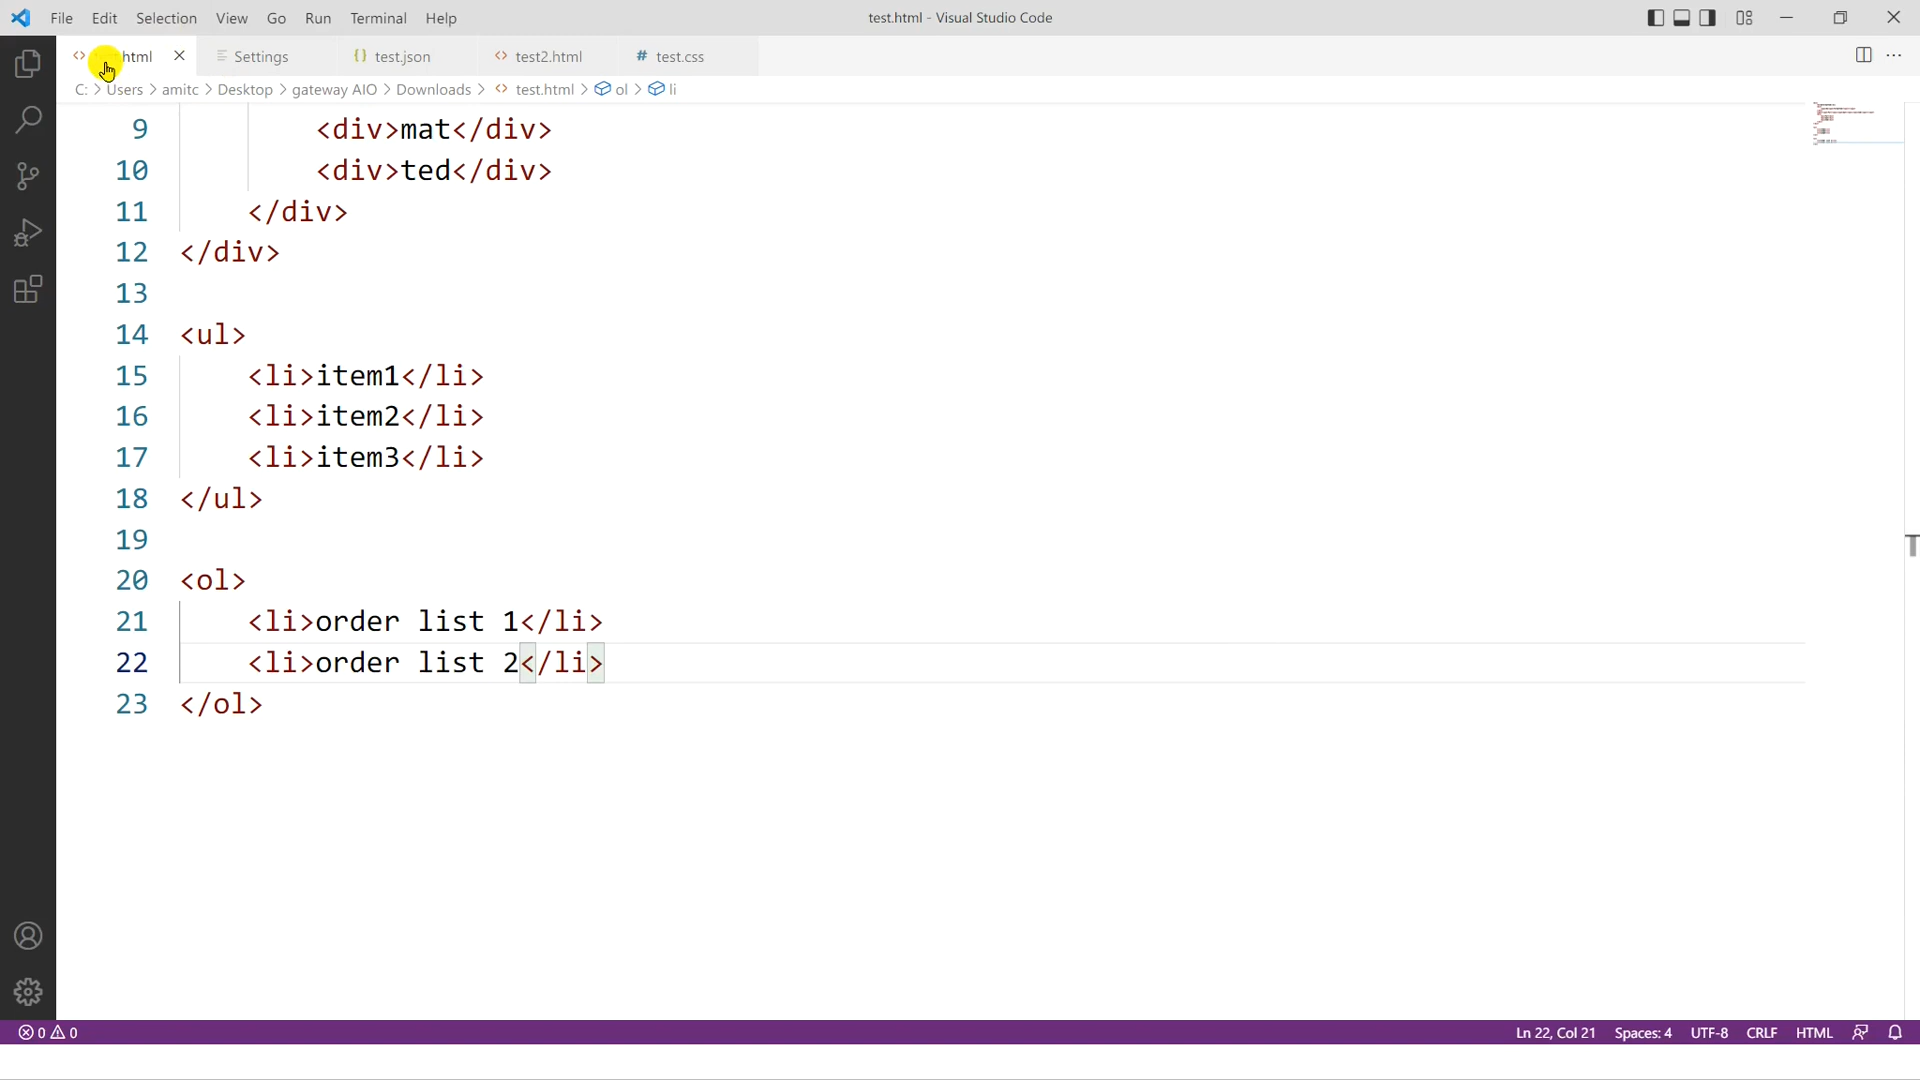 File Edit Selection View Go Run Terminal Help test.html - Visual Studio Code
html Settings test.json test2.html test.css
C: > Users > amitc > Desktop > gateway AIO > Downloads > test.html > ol > li
9 <div>mat</div>
10 <div>ted</div>
11 </div>
12 </div>
13
14 <ul>
15 <li>item1</li>
16 <li>item2</li>
17 <li>item3</li>
18 </ul>
19
20 <ol>
21 <li>order list 1</li>
22 <li>order list 2</li>
23 </ol>
0 0 Ln 22, Col 21 Spaces: 4 UTF-8 CRLF HTML